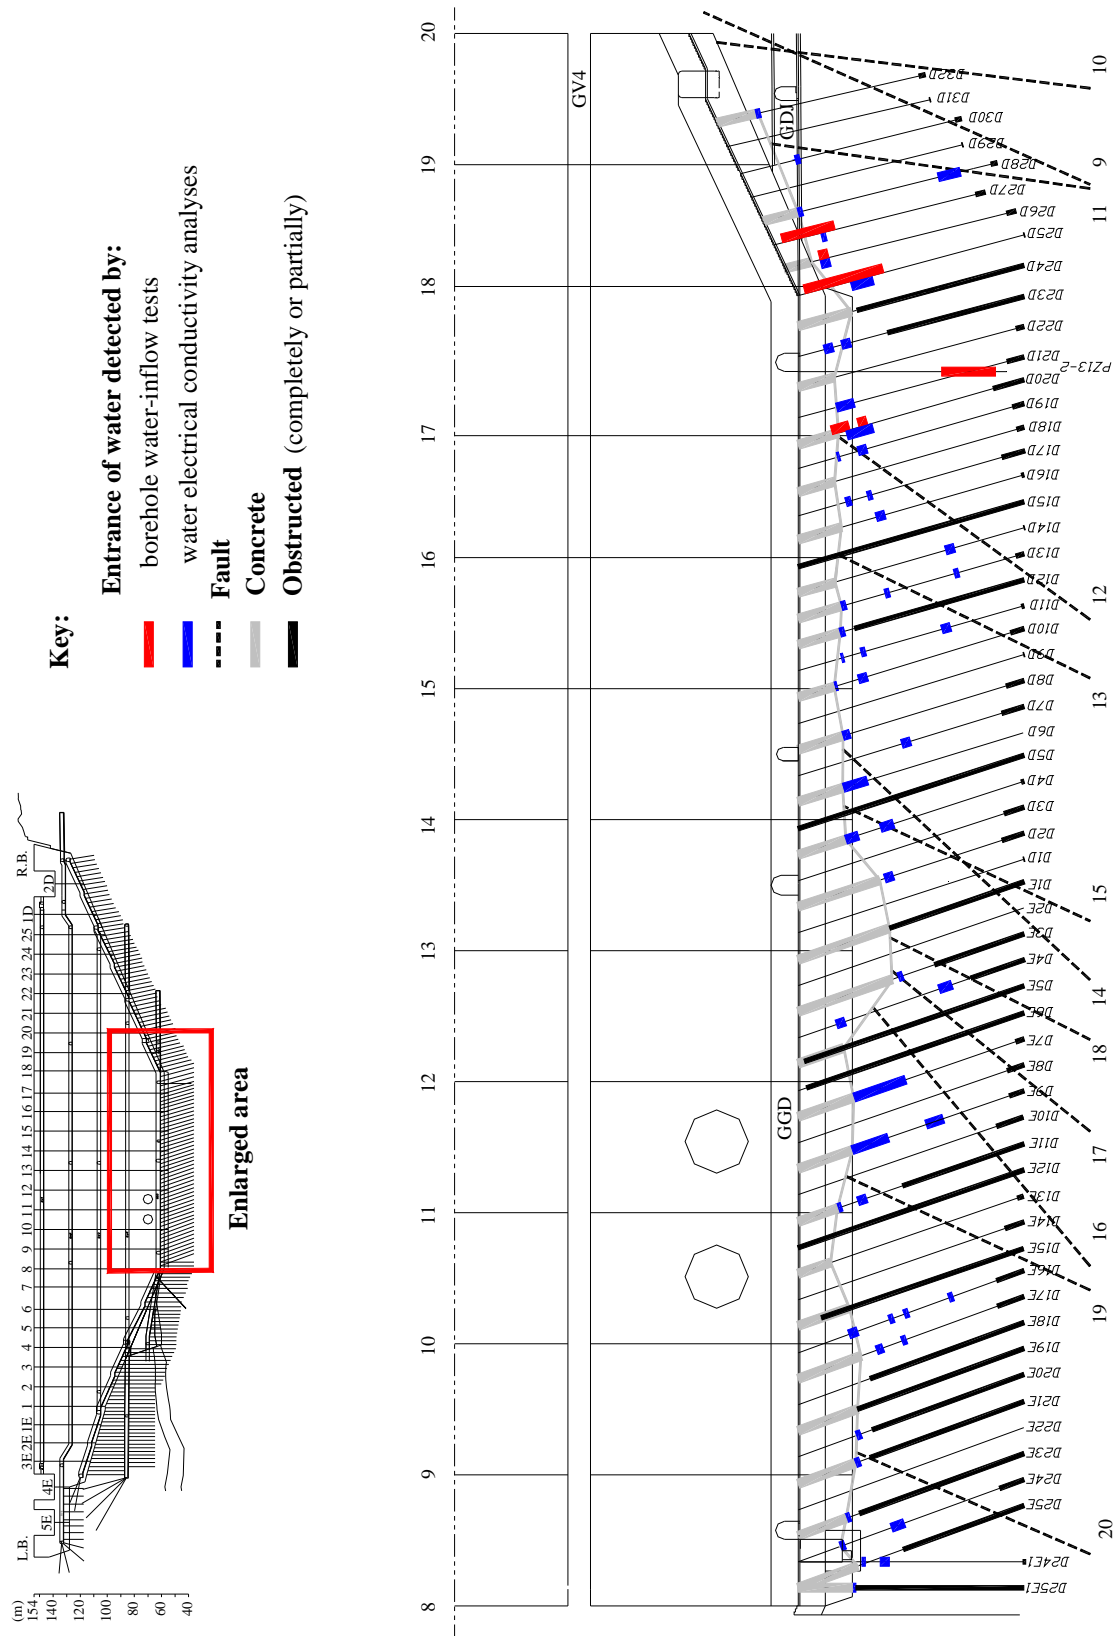 Key:
Entrance of water detected by:
borehole water-inflow tests
water electrical conductivity analyses
Fault
Concrete
Obstructed (completely or partially)
L.B.
5E
4E
3E
2E
1E
1
2
3
4
5
6
7
8
9
10
11
12
13
14
15
16
17
18
19
20
21
22
23
24
25
1D
2D
R.B.
(m)
154
140
120
100
80
60
40
Enlarged area
8
9
10
11
12
13
14
15
16
17
18
19
20
GV4
GGD
GDJ
D32D
D31D
D30D
D29D
D28D
D27D
D26D
D25D
D24D
D23D
D22D
D21D
PZ13-2
D20D
D19D
D18D
D17D
D16D
D15D
D14D
D13D
D12D
D11D
D10D
D9D
D8D
D7D
D6D
D5D
D4D
D3D
D2D
D1D
D1E
D2E
D3E
D4E
D5E
D6E
D7E
D8E
D9E
D10E
D11E
D12E
D13E
D14E
D15E
D16E
D17E
D18E
D19E
D20E
D21E
D22E
D23E
D24E
D25E
D24E1
D25E1
10
9
11
12
13
15
14
18
17
16
19
20